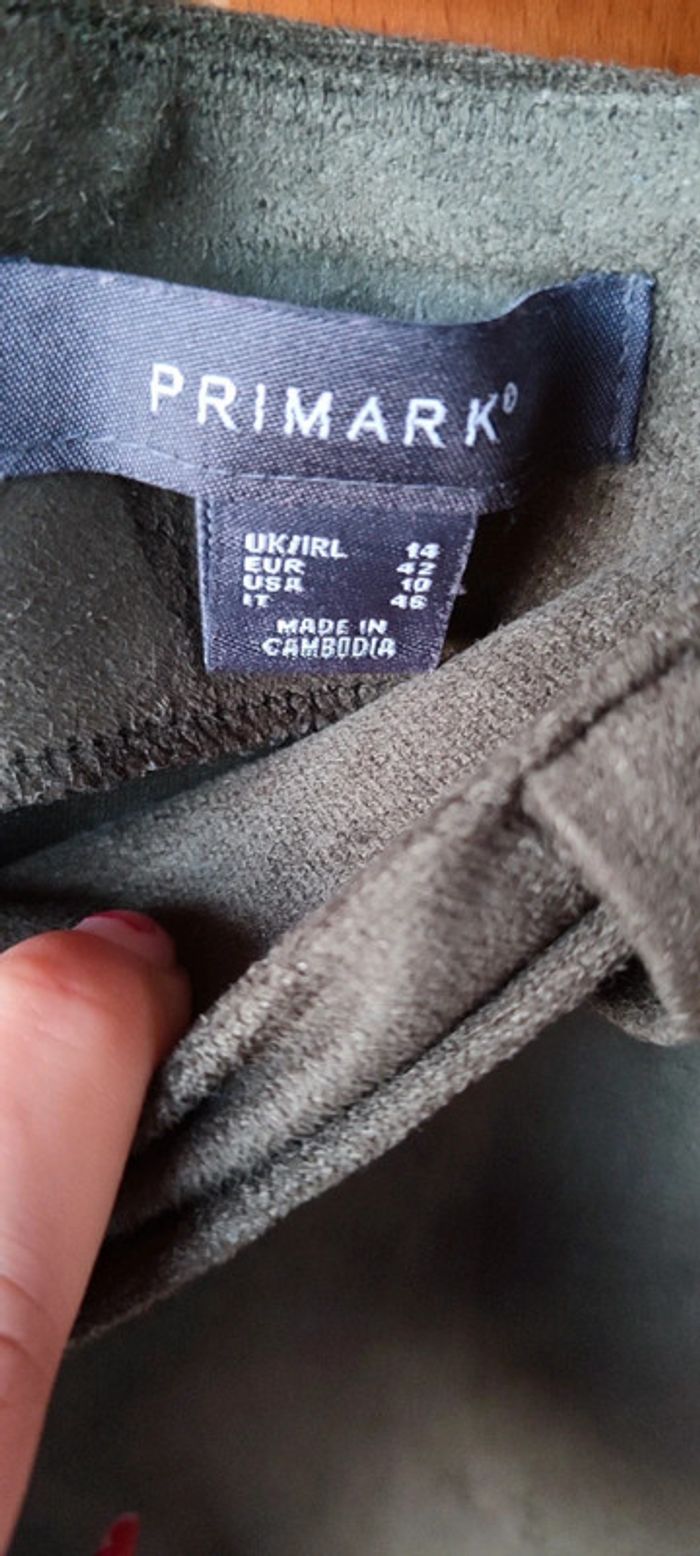 PRIMARK®
UK/IRL 14
EUR 42
USA 10
IT 46
MADE IN
CAMBODIA